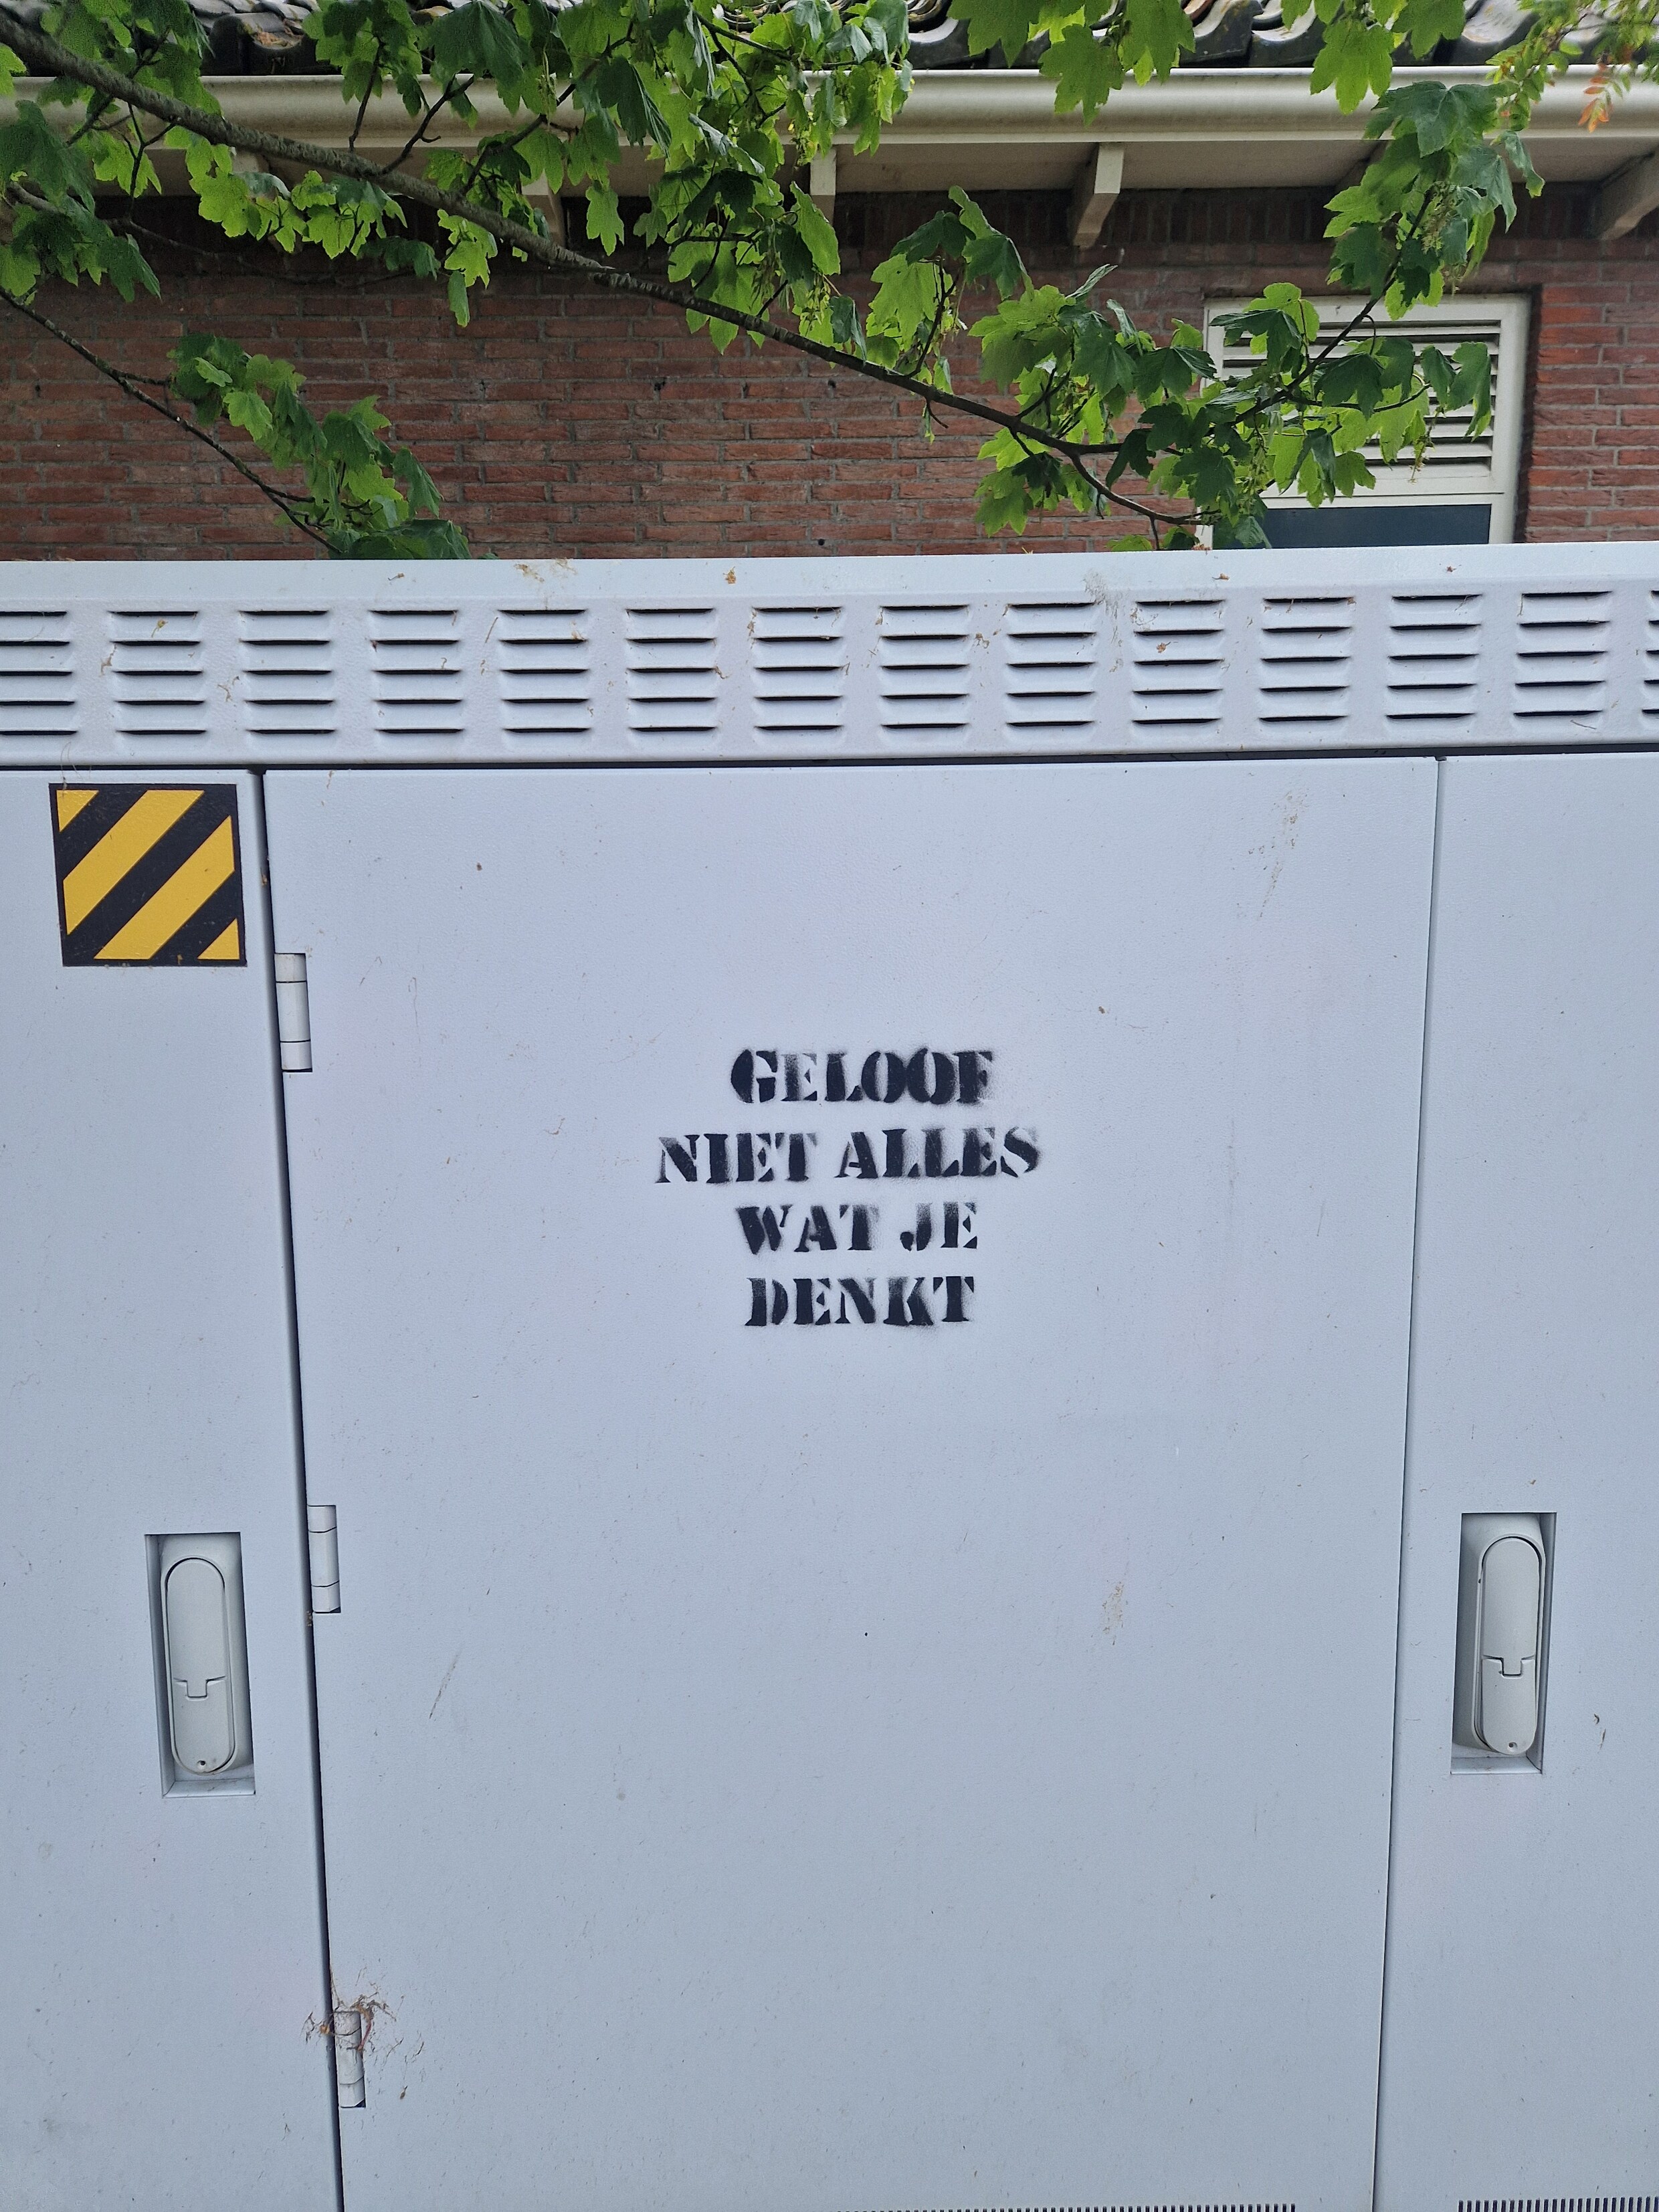 GELOOF
NIET ALLES
WAT JE
DENKT